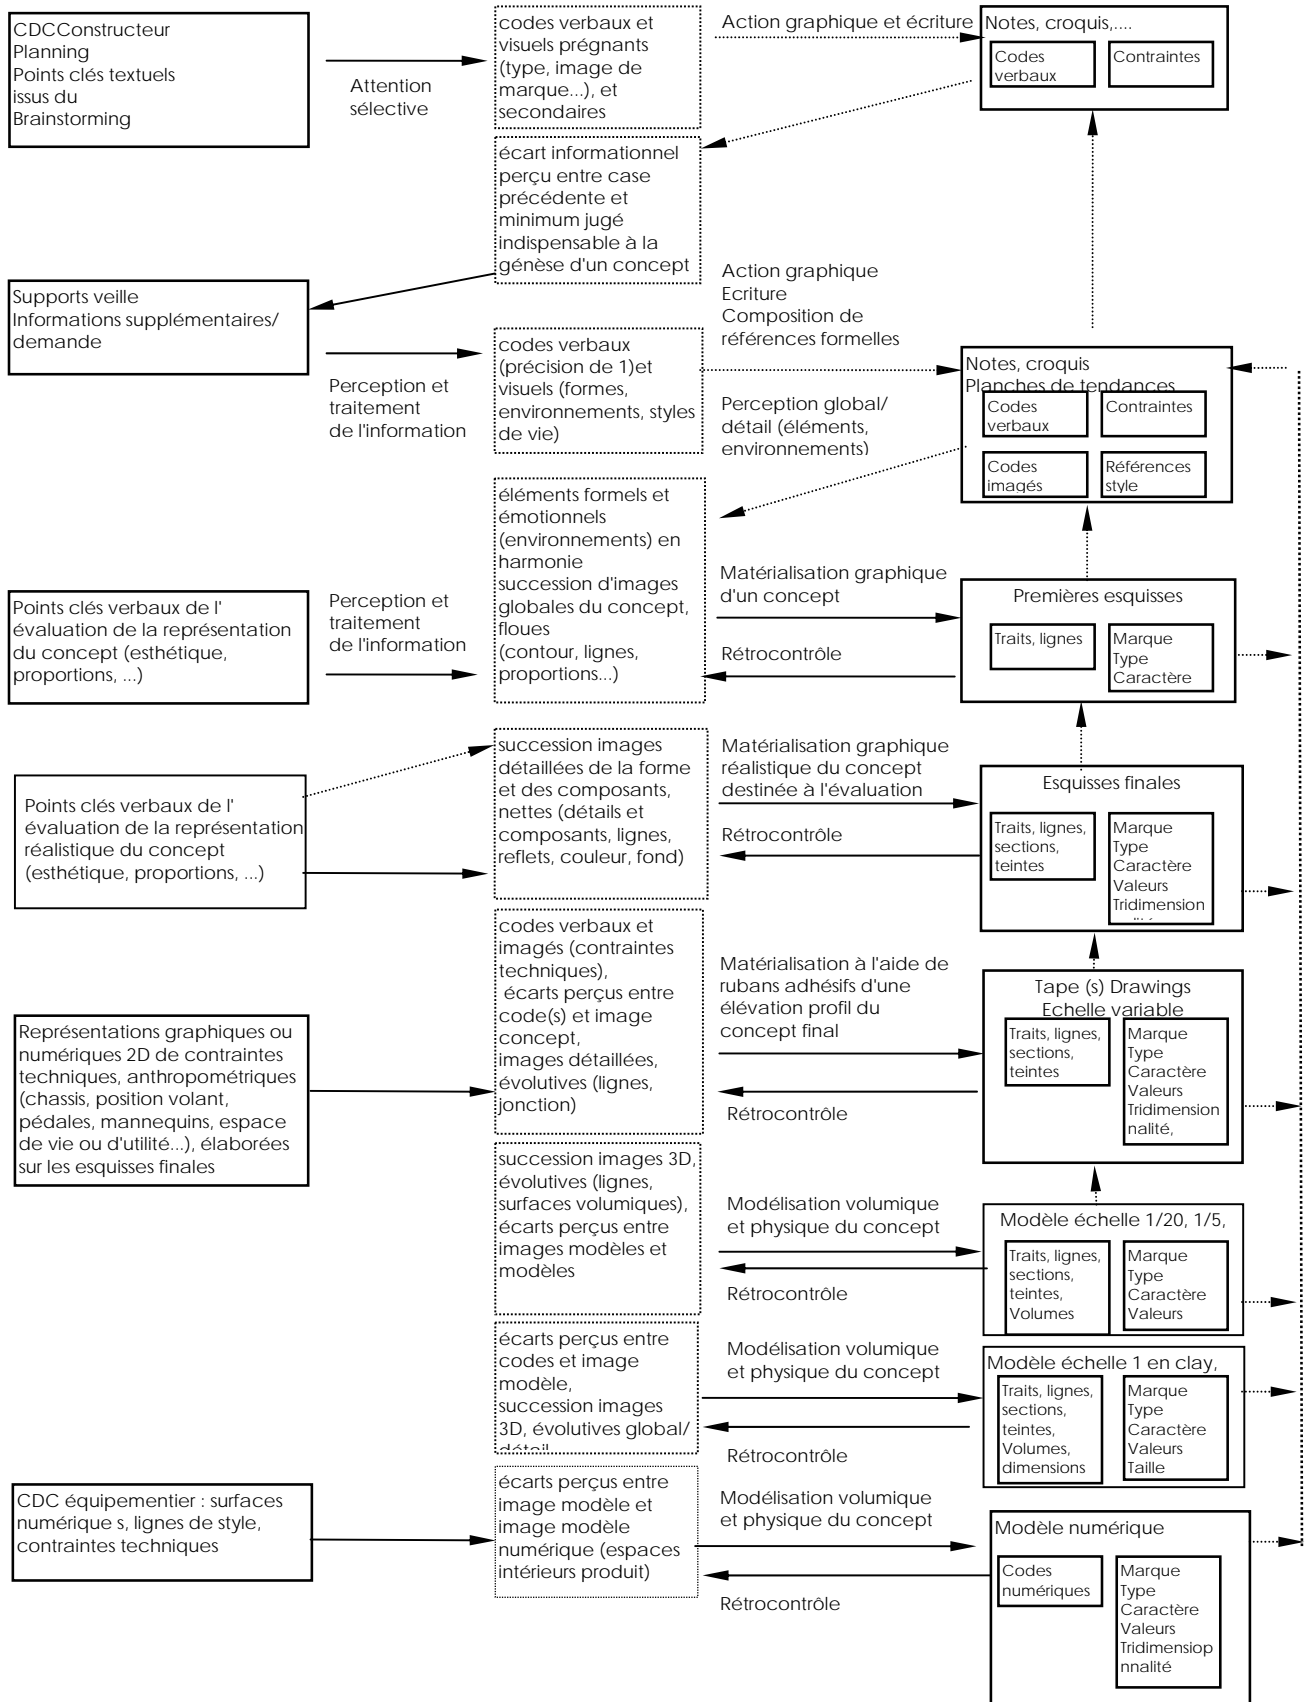 CDCConstructeur
Planning
Points clés textuels
issus du
Brainstorming
Attention
sélective
codes verbaux et
visuels prégnants
(type, image de
marque...), et
secondaires
Action graphique et écriture
Notes, croquis,....
Codes
verbaux
Contraintes
écart informationnel
perçu entre case
précédente et
minimum jugé
indispensable à la
génèse d'un concept
Supports veille
Informations supplémentaires/
demande
Perception et
traitement
de l'information
codes verbaux
(précision de 1)et
visuels (formes,
environnements, styles
de vie)
Action graphique
Ecriture
Composition de
références formelles
Perception global/
détail (éléments,
environnements)
Notes, croquis
Planches de tendances
Codes
verbaux
Contraintes
Codes
imagés
Références
style
Points clés verbaux de l'
évaluation de la représentation
du concept (esthétique,
proportions, ...)
Perception et
traitement
de l'information
éléments formels et
émotionnels
(environnements) en
harmonie
succession d'images
globales du concept,
floues
(contour, lignes,
proportions...)
Matérialisation graphique
d'un concept
Rétrocontrôle
Premières esquisses
Traits, lignes
Marque
Type
Caractère
Points clés verbaux de l'
évaluation de la représentation
réalistique du concept
(esthétique, proportions, ...)
succession images
détaillées de la forme
et des composants,
nettes (détails et
composants, lignes,
reflets, couleur, fond)
Matérialisation graphique
réalistique du concept
destinée à l'évaluation
Rétrocontrôle
Esquisses finales
Traits, lignes,
sections,
teintes
Marque
Type
Caractère
Valeurs
Tridimension
Représentations graphiques ou
numériques 2D de contraintes
techniques, anthropométriques
(chassis, position volant,
pédales, mannequins, espace
de vie ou d'utilité...), élaborées
sur les esquisses finales
codes verbaux et
imagés (contraintes
techniques),
écarts perçus entre
code(s) et image
concept,
images détaillées,
évolutives (lignes,
jonction)
Matérialisation à l'aide de
rubans adhésifs d'une
élévation profil du
concept final
Rétrocontrôle
Tape (s) Drawings
Echelle variable
Traits, lignes,
sections,
teintes
Marque
Type
Caractère
Valeurs
Tridimension
nalité,
succession images 3D,
évolutives (lignes,
surfaces volumiques),
écarts perçus entre
images modèles et
modèles
Modélisation volumique
et physique du concept
Rétrocontrôle
Modèle échelle 1/20, 1/5,
Traits, lignes,
sections,
teintes,
Volumes
Marque
Type
Caractère
Valeurs
écarts perçus entre
codes et image
modèle,
succession images
3D, évolutives global/
Modélisation volumique
et physique du concept
Rétrocontrôle
Modèle échelle 1 en clay,
Traits, lignes,
sections,
teintes,
Volumes,
dimensions
Marque
Type
Caractère
Valeurs
Taille
CDC équipementier : surfaces
numérique s, lignes de style,
contraintes techniques
écarts perçus entre
image modèle et
image modèle
numérique (espaces
intérieurs produit)
Modélisation volumique
et physique du concept
Rétrocontrôle
Modèle numérique
Codes
numériques
Marque
Type
Caractère
Valeurs
Tridimensiop
nnalité